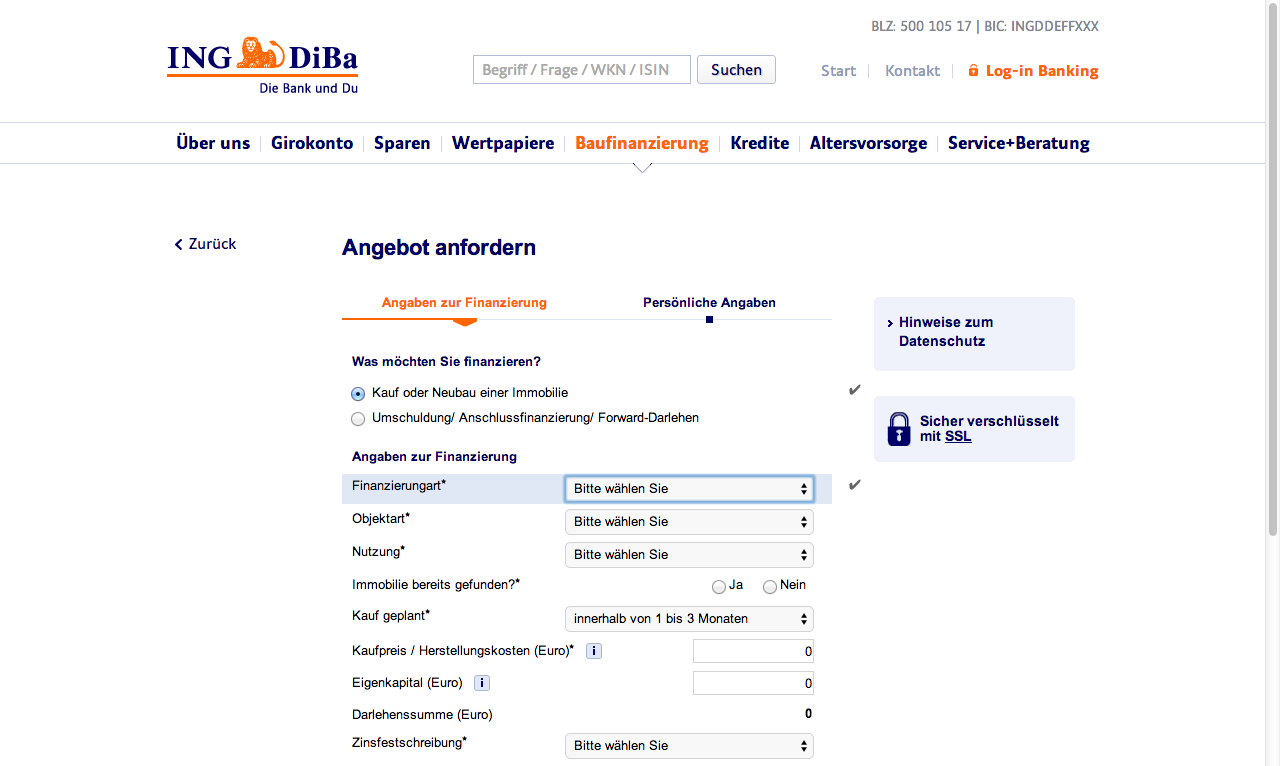 BLZ: 500 105 17 | BIC: INGDDEFFXXX
ING DiBa
Die Bank und Du
Begriff / Frage / WKN / ISIN
Suchen
Start
Kontakt
Log-in Banking
Über uns
Girokonto
Sparen
Wertpapiere
Baufinanzierung
Kredite
Altersvorsorge
Service+Beratung
Zurück
Angebot anfordern
Angaben zur Finanzierung
Persönliche Angaben
Hinweise zum
Datenschutz
Sicher verschlüsselt
mit SSL
Was möchten Sie finanzieren?
Kauf oder Neubau einer Immobilie
Umschuldung/ Anschlussfinanzierung/ Forward-Darlehen
Angaben zur Finanzierung
Finanzierungart* Bitte wählen Sie
Objektart* Bitte wählen Sie
Nutzung* Bitte wählen Sie
Immobilie bereits gefunden?* Ja Nein
Kauf geplant* innerhalb von 1 bis 3 Monaten
Kaufpreis / Herstellungskosten (Euro)* i 0
Eigenkapital (Euro) i 0
Darlehenssumme (Euro) 0
Zinsfestschreibung* Bitte wählen Sie